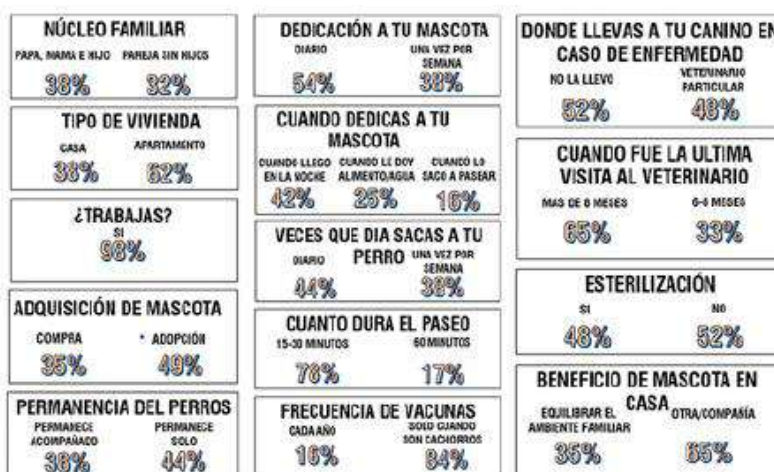 NÚCLEO FAMILIAR
PAPA, MAMA E HIJO PAREJA SIN HIJOS
38% 32%
TIPO DE VIVIENDA
CASA APARTAMENTO
38% 62%
¿TRABAJAS?
SI
98%
ADQUISICIÓN DE MASCOTA
COMPRA * ADOPCIÓN
35% 49%
PERMANENCIA DEL PERROS
PERMANECE ACOMPAÑADO PERMANECE SOLO
38% 44%
DEDICACIÓN A TU MASCOTA
DIARIO UNA VEZ POR SEMANA
54% 38%
CUANDO DEDICAS A TU
MASCOTA
CUANDO LLEGO EN LA NOCHE CUANDO LE DOY ALIMENTO/AGUA CUANDO LO SACO A PASEAR
42% 25% 16%
VECES QUE DIA SACAS A TU
PERRO
DIARIO UNA VEZ POR SEMANA
44% 38%
CUANTO DURA EL PASEO
15-30 MINUTOS 60 MINUTOS
76% 17%
FRECUENCIA DE VACUNAS
CADA AÑO SOLO CUANDO SON CACHORROS
16% 84%
DONDE LLEVAS A TU CANINO EN
CASO DE ENFERMEDAD
NO LA LLEVO VETERINARIO PARTICULAR
52% 48%
CUANDO FUE LA ULTIMA
VISITA AL VETERINARIO
MAS DE 6 MESES MESES
65% 33%
ESTERILIZACIÓN
SI NO
48% 52%
BENEFICIO DE MASCOTA EN
CASA
EQUILIBRAR EL AMBIENTE FAMILIAR OTRA/COMPAÑÍA
35% 65%